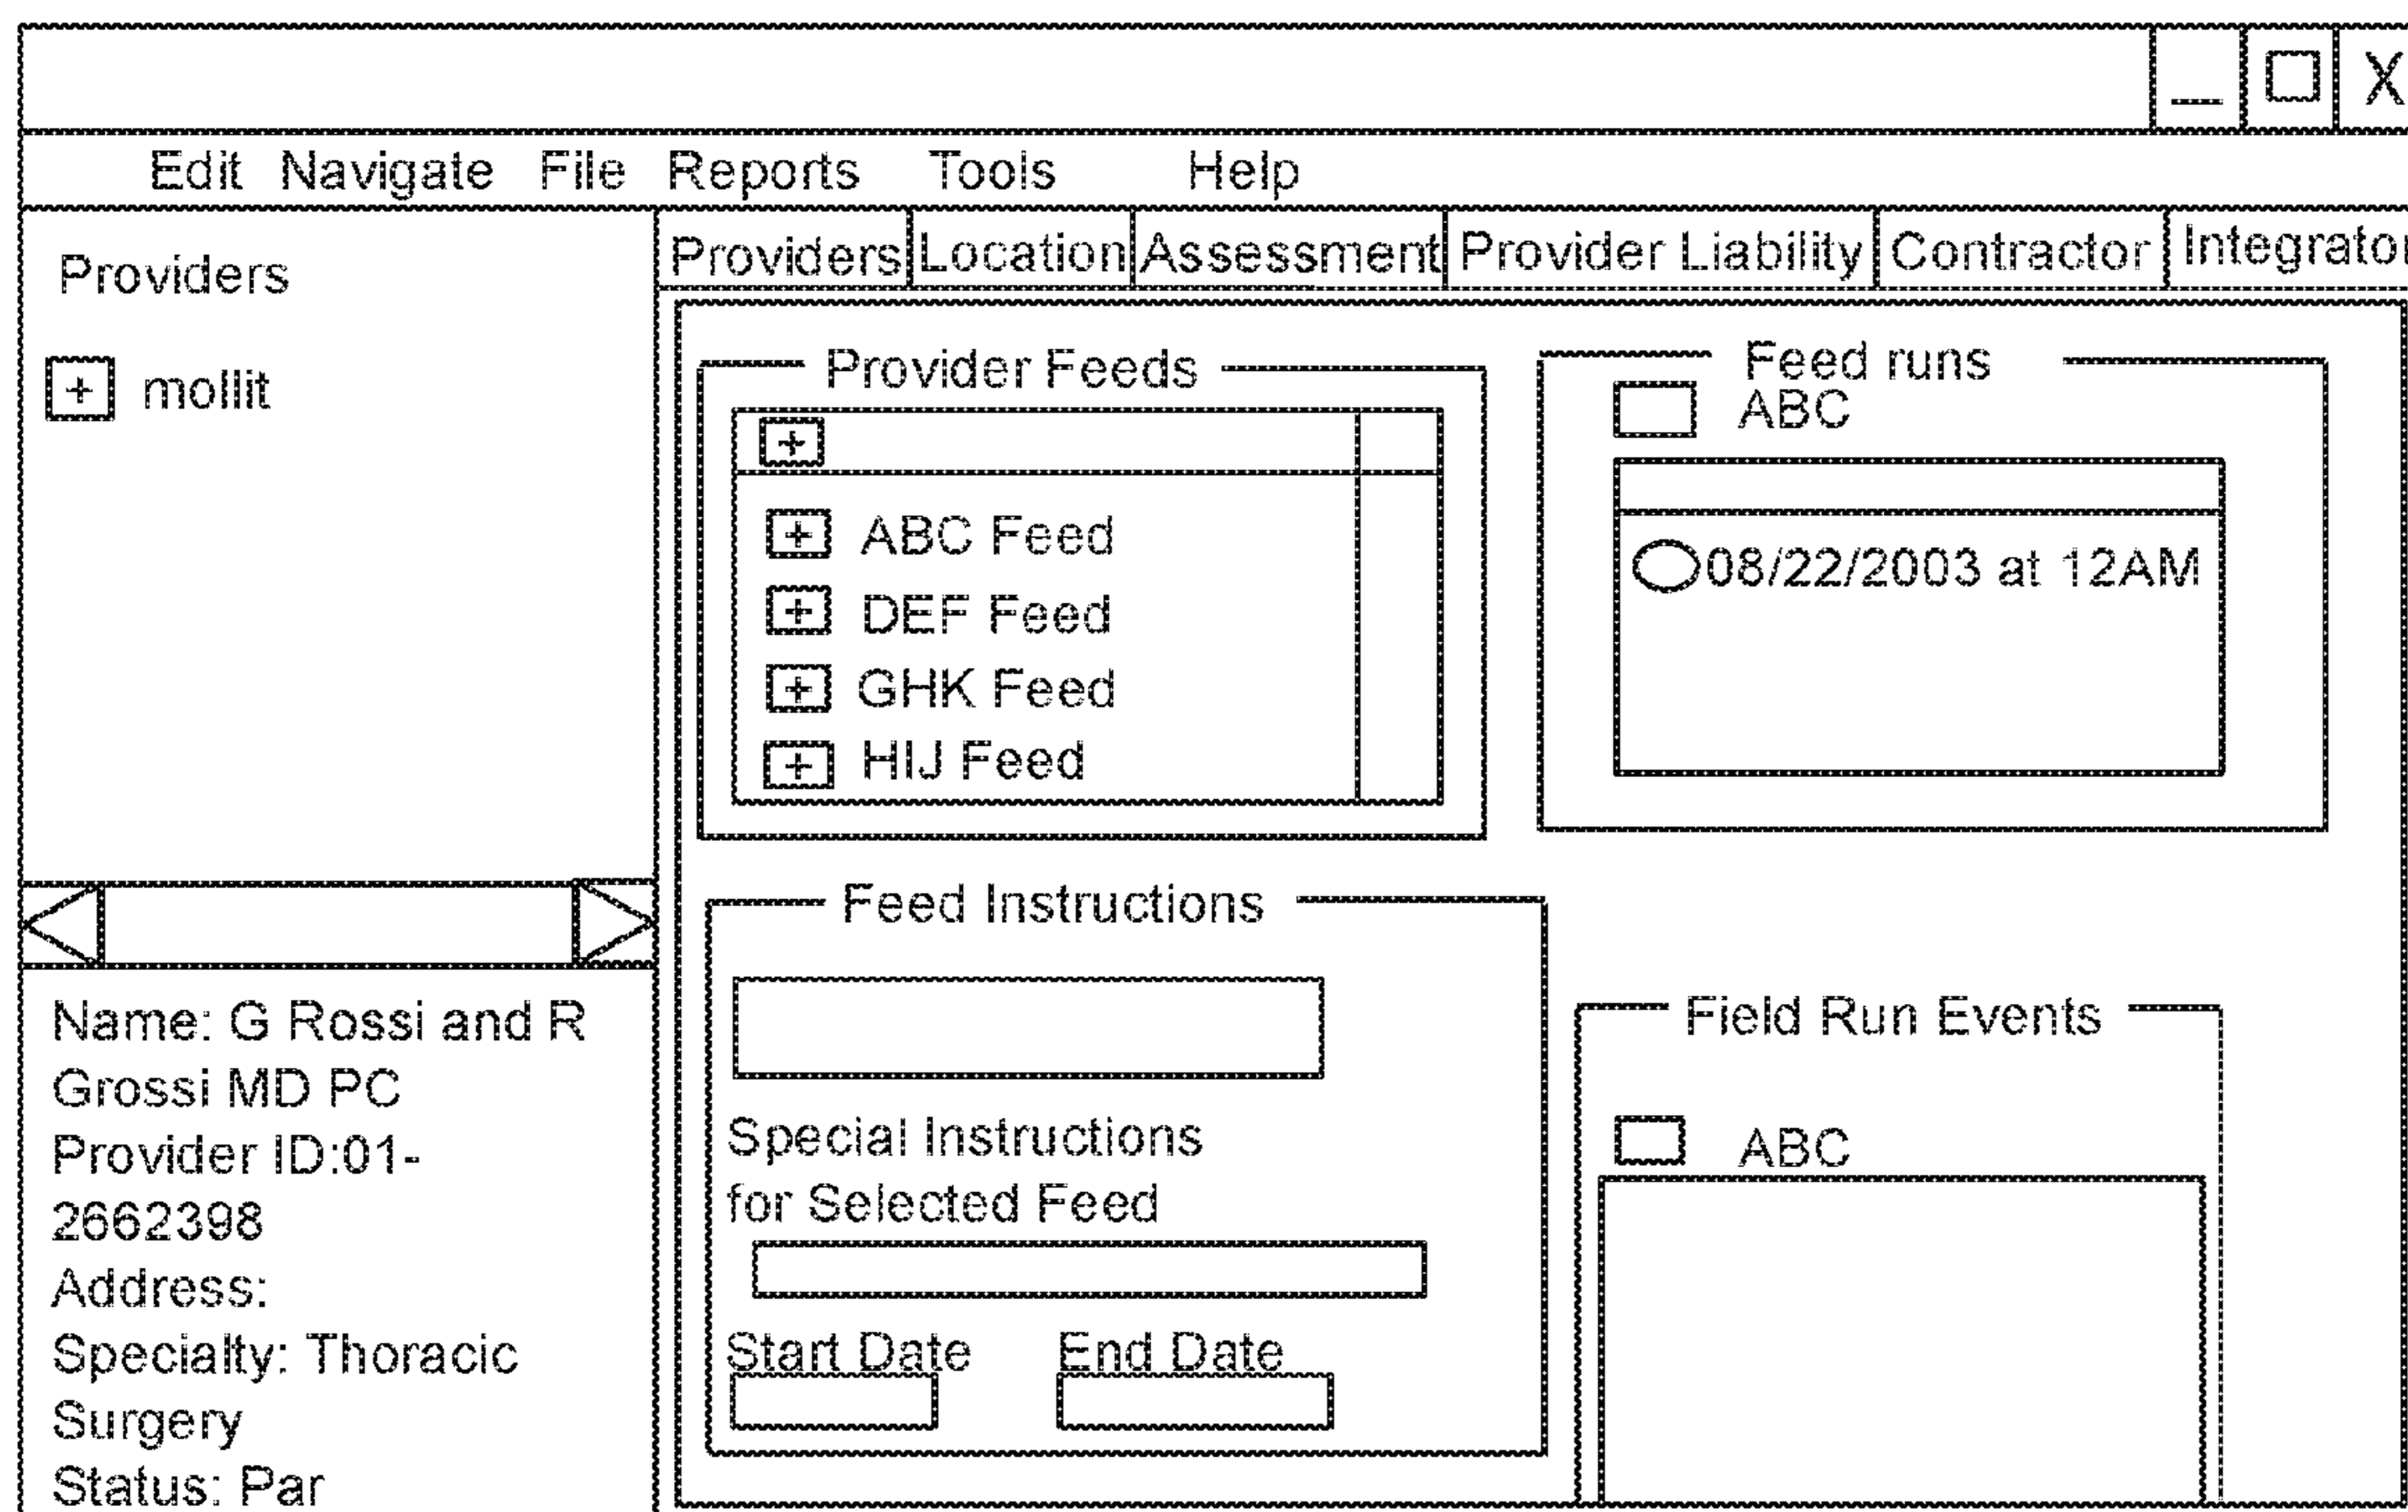 X
Edit Navigate File Reports Tools Help
Providers
+ mollit
Name: G Rossi and R
Grossi MD PC
Provider ID:01-
2662398
Address:
Specialty: Thoracic
Surgery
Status: Par
Providers Location Assessment Provider Liability Contractor Integrator
Provider Feeds
+
+ ABC Feed
+ DEF Feed
+ GHK Feed
+ HIJ Feed
Feed runs
ABC
08/22/2003 at 12AM
Feed Instructions
Special Instructions
for Selected Feed
Start Date End Date
Field Run Events
ABC